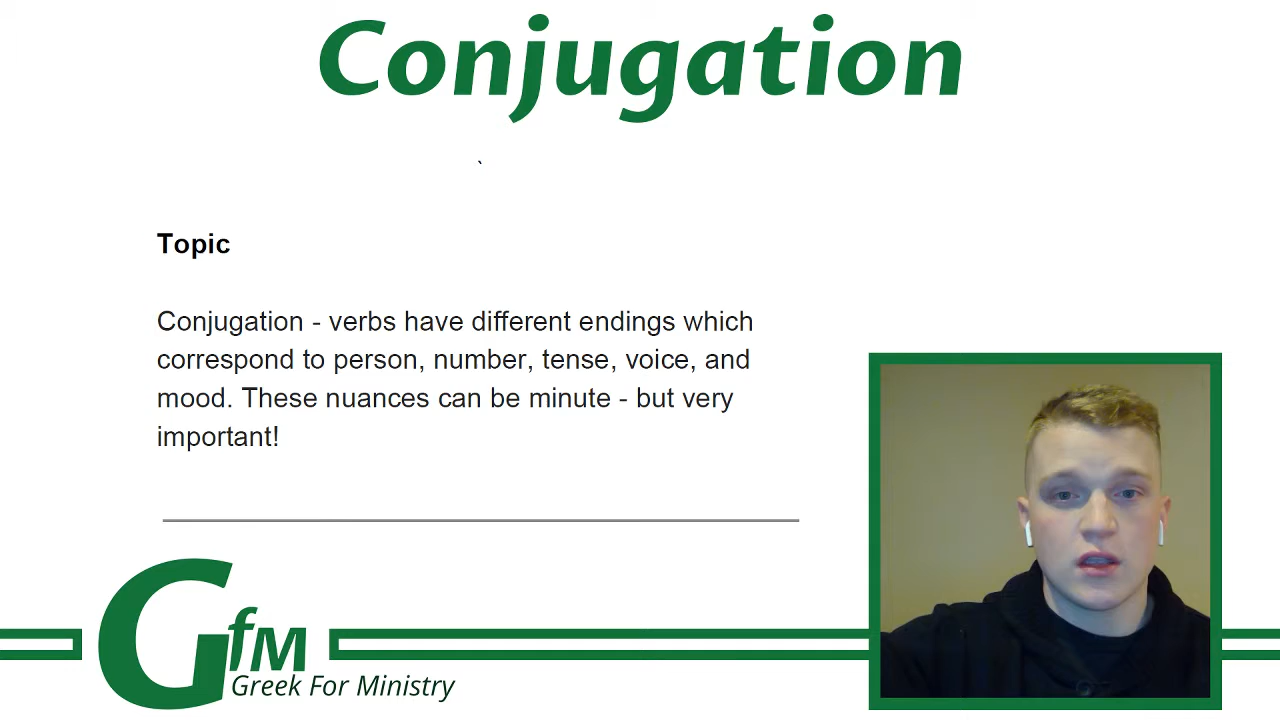 Conjugation
`
Topic
Conjugation - verbs have different endings which
correspond to person, number, tense, voice, and
mood. These nuances can be minute - but very
important!
GfM
Greek For Ministry